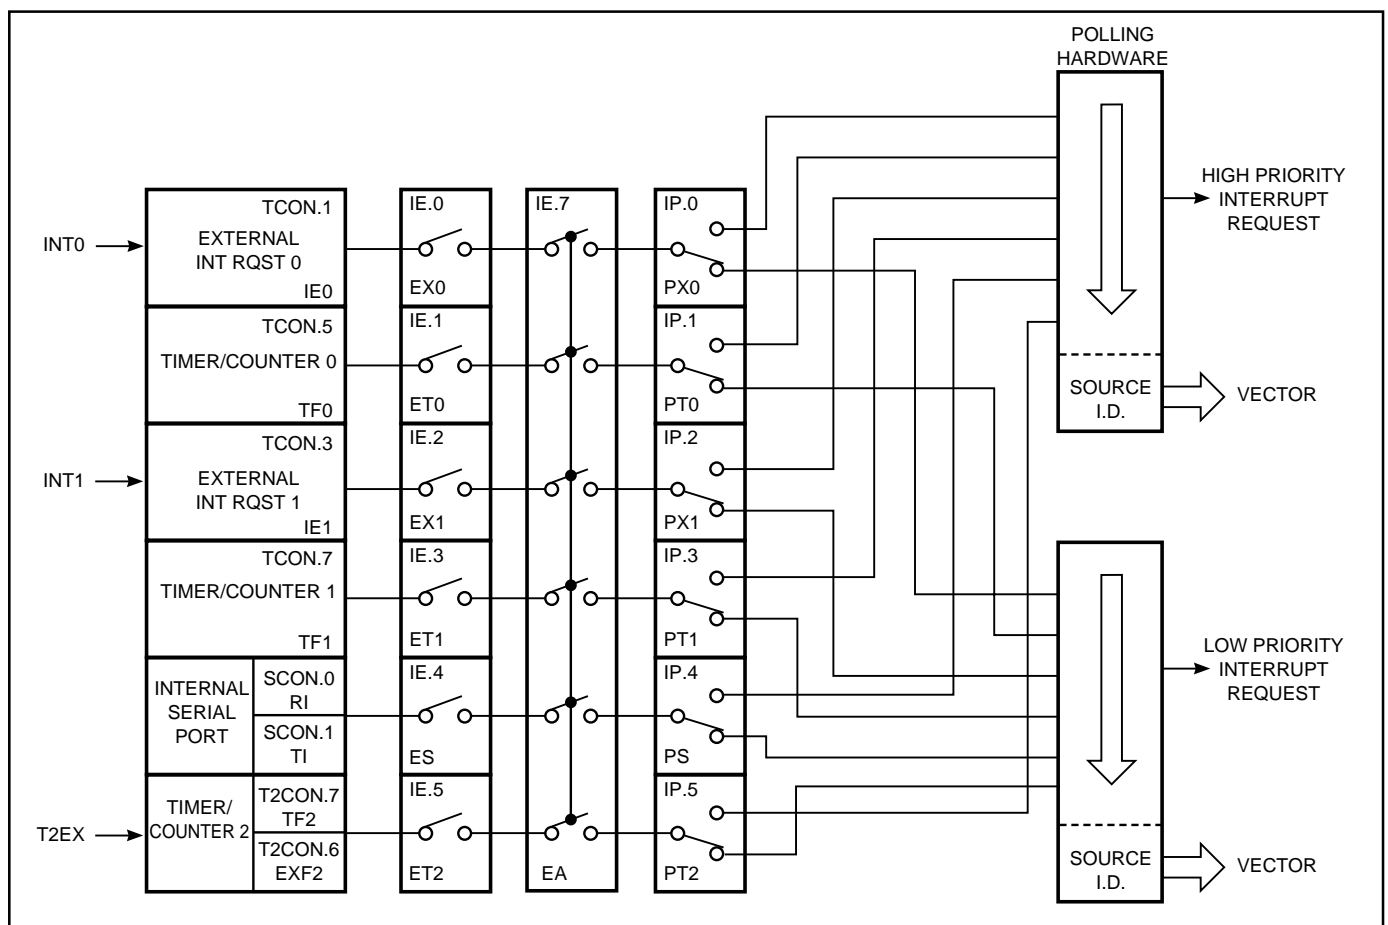 POLLING
HARDWARE
HIGH PRIORITY
INTERRUPT
REQUEST
SOURCE
I.D.
VECTOR
INT0
TCON.1
EXTERNAL
INT RQST 0
IE0
IE.0
EX0
IE.7
IP.0
PX0
TCON.5
TIMER/COUNTER 0
TF0
IE.1
ET0
IP.1
PT0
INT1
TCON.3
EXTERNAL
INT RQST 1
IE1
IE.2
EX1
IP.2
PX1
TCON.7
TIMER/COUNTER 1
TF1
IE.3
ET1
IP.3
PT1
INTERNAL
SERIAL
PORT
SCON.0
RI
SCON.1
TI
IE.4
ES
IP.4
PS
T2EX
TIMER/
COUNTER 2
T2CON.7
TF2
T2CON.6
EXF2
IE.5
ET2
EA
IP.5
PT2
LOW PRIORITY
INTERRUPT
REQUEST
SOURCE
I.D.
VECTOR